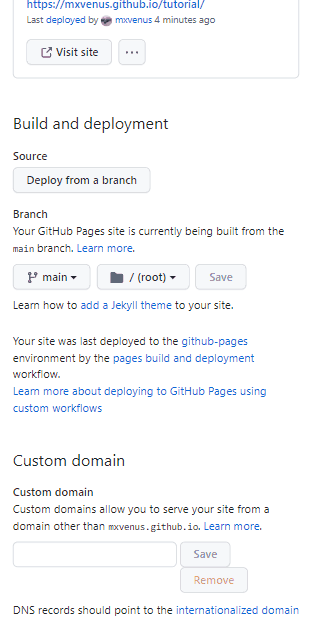 https://mxvenus.github.io/tutorial/
Last deployed by mxvenus 4 minutes ago
Visit site
Build and deployment
Source
Deploy from a branch
Branch
Your GitHub Pages site is currently being built from the
main branch. Learn more.
main / (root) Save
Learn how to add a Jekyll theme to your site.
Your site was last deployed to the github-pages
environment by the pages build and deployment
workflow.
Learn more about deploying to GitHub Pages using
custom workflows
Custom domain
Custom domain
Custom domains allow you to serve your site from a
domain other than mxvenus.github.io. Learn more.
Save
Remove
DNS records should point to the internationalized domain